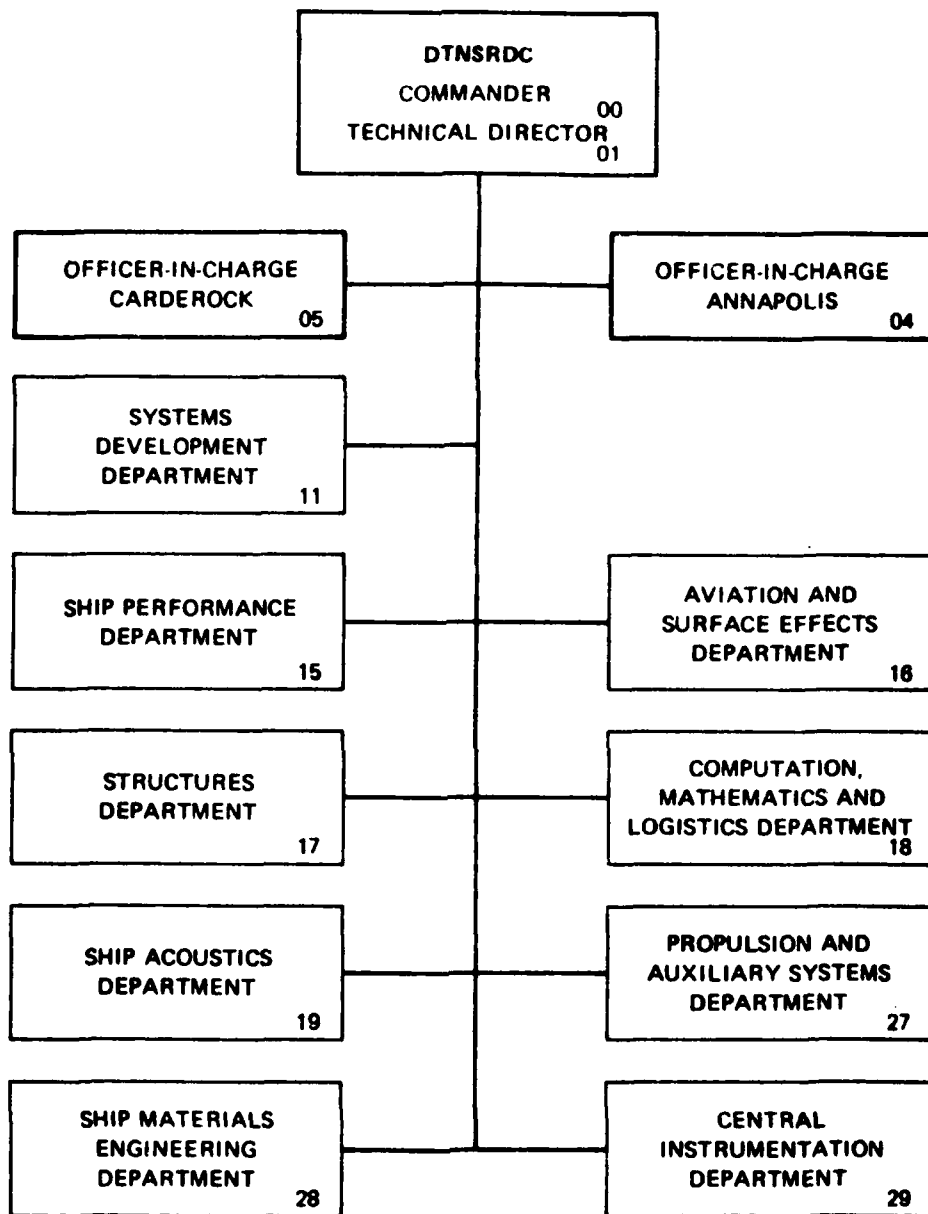 DTNSRDC
COMMANDER 00
TECHNICAL DIRECTOR 01
OFFICER-IN-CHARGE
CARDEROCK
05
OFFICER-IN-CHARGE
ANNAPOLIS
04
SYSTEMS
DEVELOPMENT
DEPARTMENT
11
SHIP PERFORMANCE
DEPARTMENT
15
AVIATION AND
SURFACE EFFECTS
DEPARTMENT
16
STRUCTURES
DEPARTMENT
17
COMPUTATION,
MATHEMATICS AND
LOGISTICS DEPARTMENT
18
SHIP ACOUSTICS
DEPARTMENT
19
PROPULSION AND
AUXILIARY SYSTEMS
DEPARTMENT
27
SHIP MATERIALS
ENGINEERING
DEPARTMENT
28
CENTRAL
INSTRUMENTATION
DEPARTMENT
29